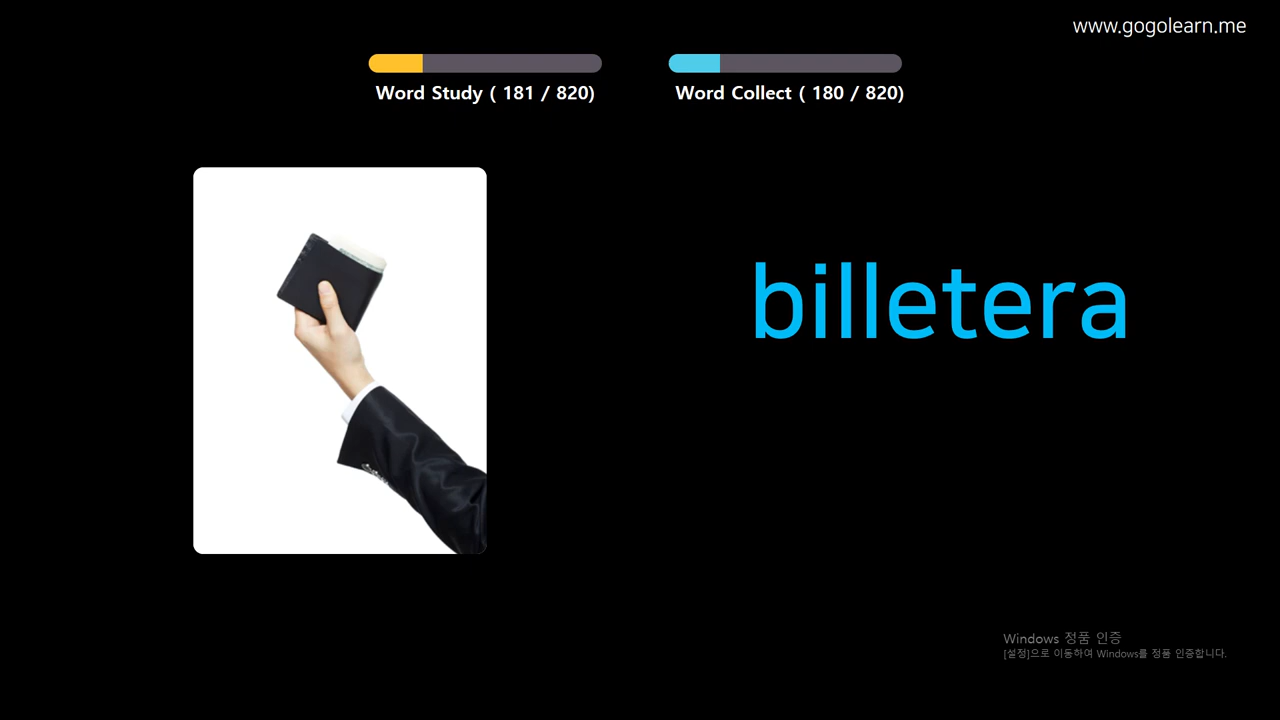 www.gogolearn.me
Word Study ( 181 / 820)
Word Collect ( 180 / 820)
billetera
Windows 정품 인증
[설정]으로 이동하여 Windows를 정품 인증합니다.